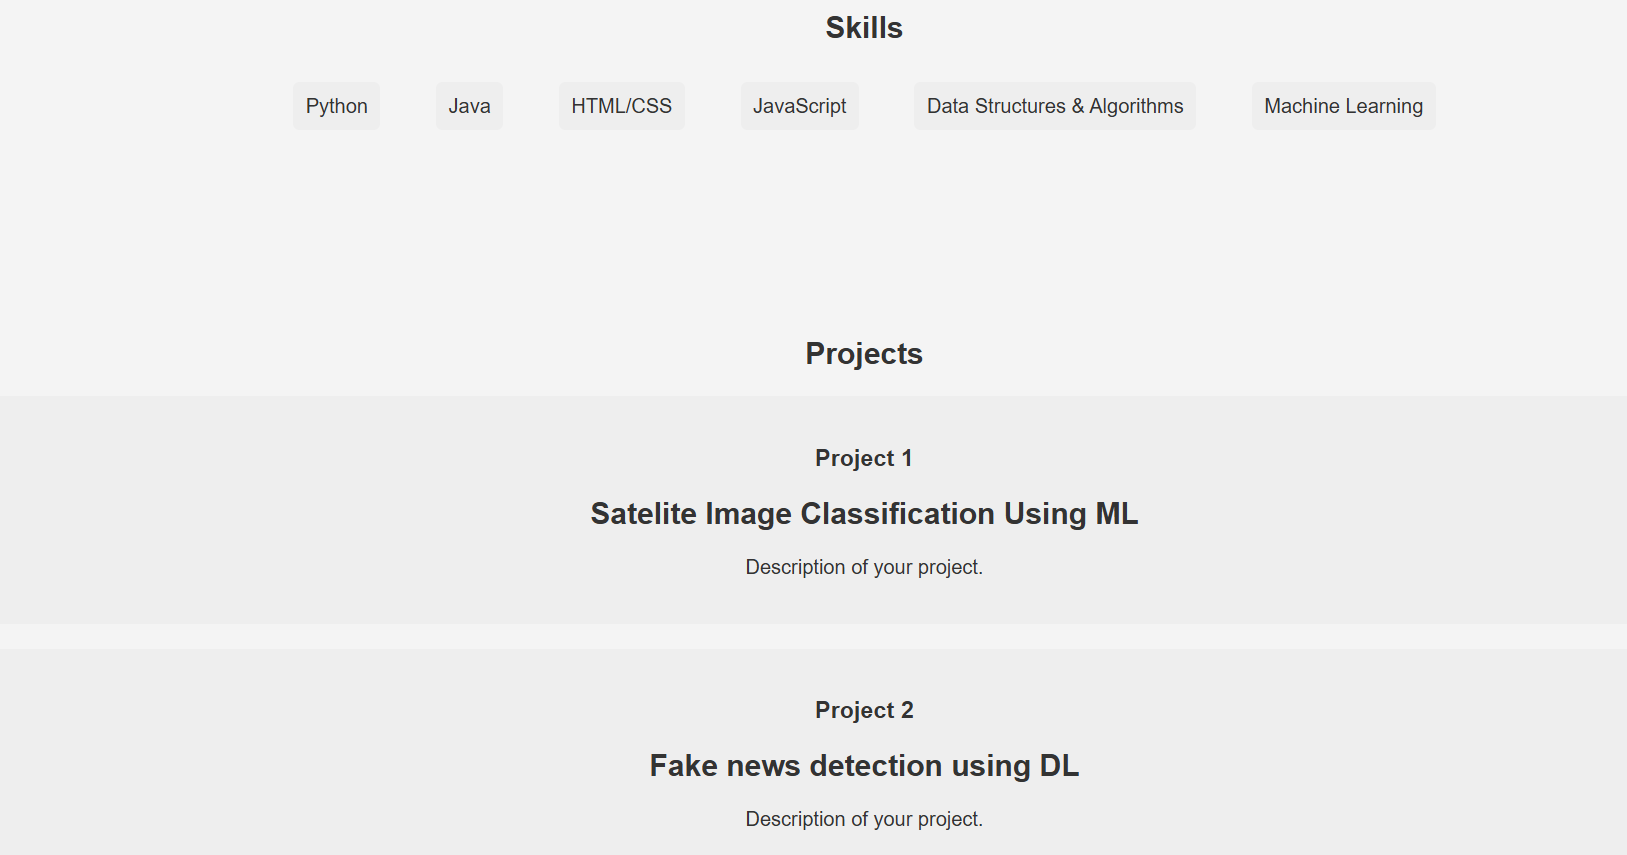 Skills
Python Java HTML/CSS JavaScript Data Structures & Algorithms Machine Learning
Projects
Project 1
Satelite Image Classification Using ML
Description of your project.
Project 2
Fake news detection using DL
Description of your project.